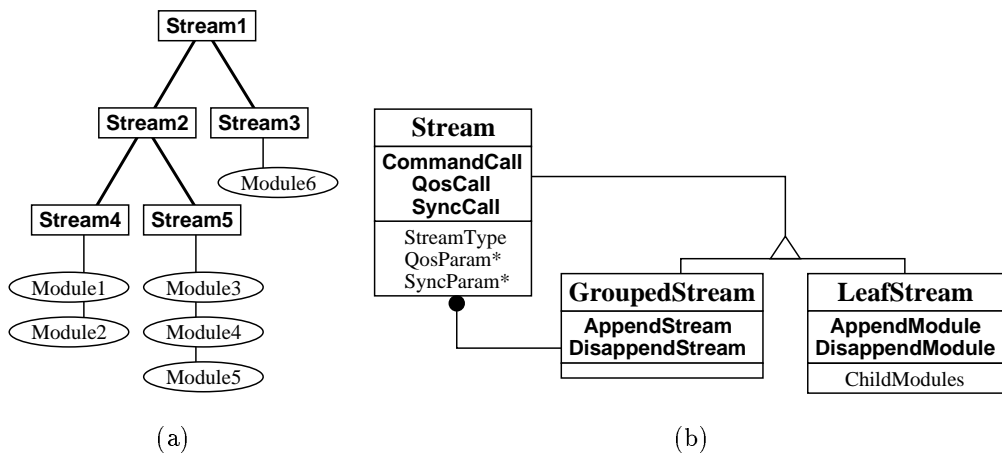 Stream1
Stream2
Stream3
Module6
Stream4
Stream5
Module1
Module3
Module2
Module4
Module5
(a)
Stream
CommandCall
QosCall
SyncCall
StreamType
QosParam*
SyncParam*
GroupedStream
AppendStream
DisappendStream
LeafStream
AppendModule
DisappendModule
ChildModules
(b)